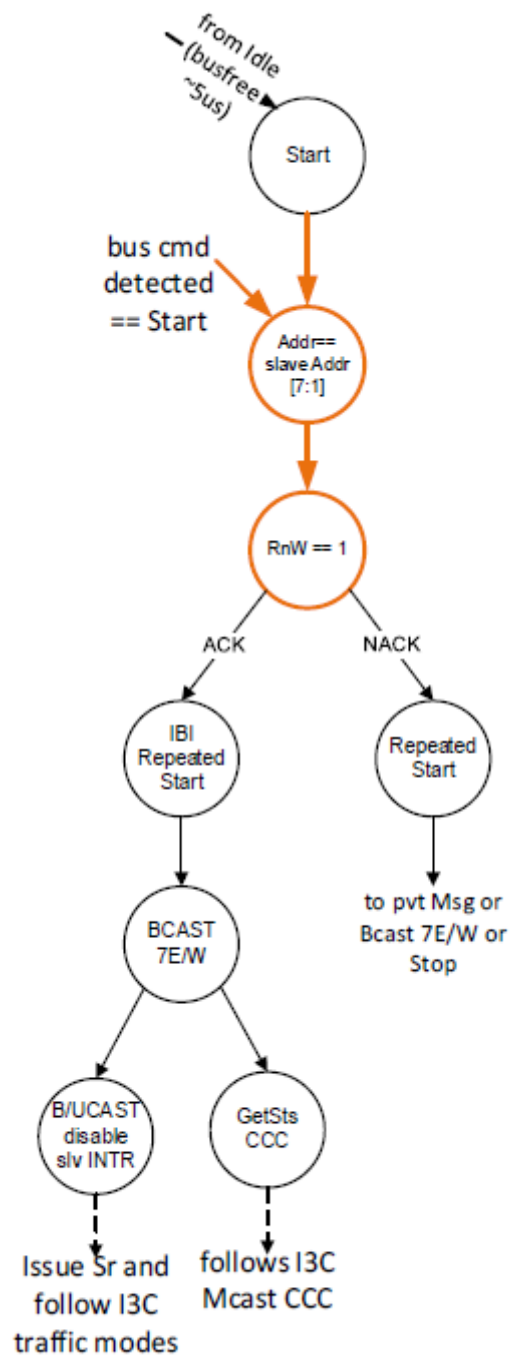 from Idle
(busfree
~5us)
Start
bus cmd
detected
== Start
Addr==
slave Addr
[7:1]
RnW == 1
ACK
NACK
IBI
Repeated
Start
Repeated
Start
BCAST
7E/W
to pvt Msg or
Bcast 7E/W or
Stop
B/UCAST
disable
slv INTR
GetSts
CCC
Issue Sr and
follow I3C
traffic modes
follows I3C
Mcast CCC